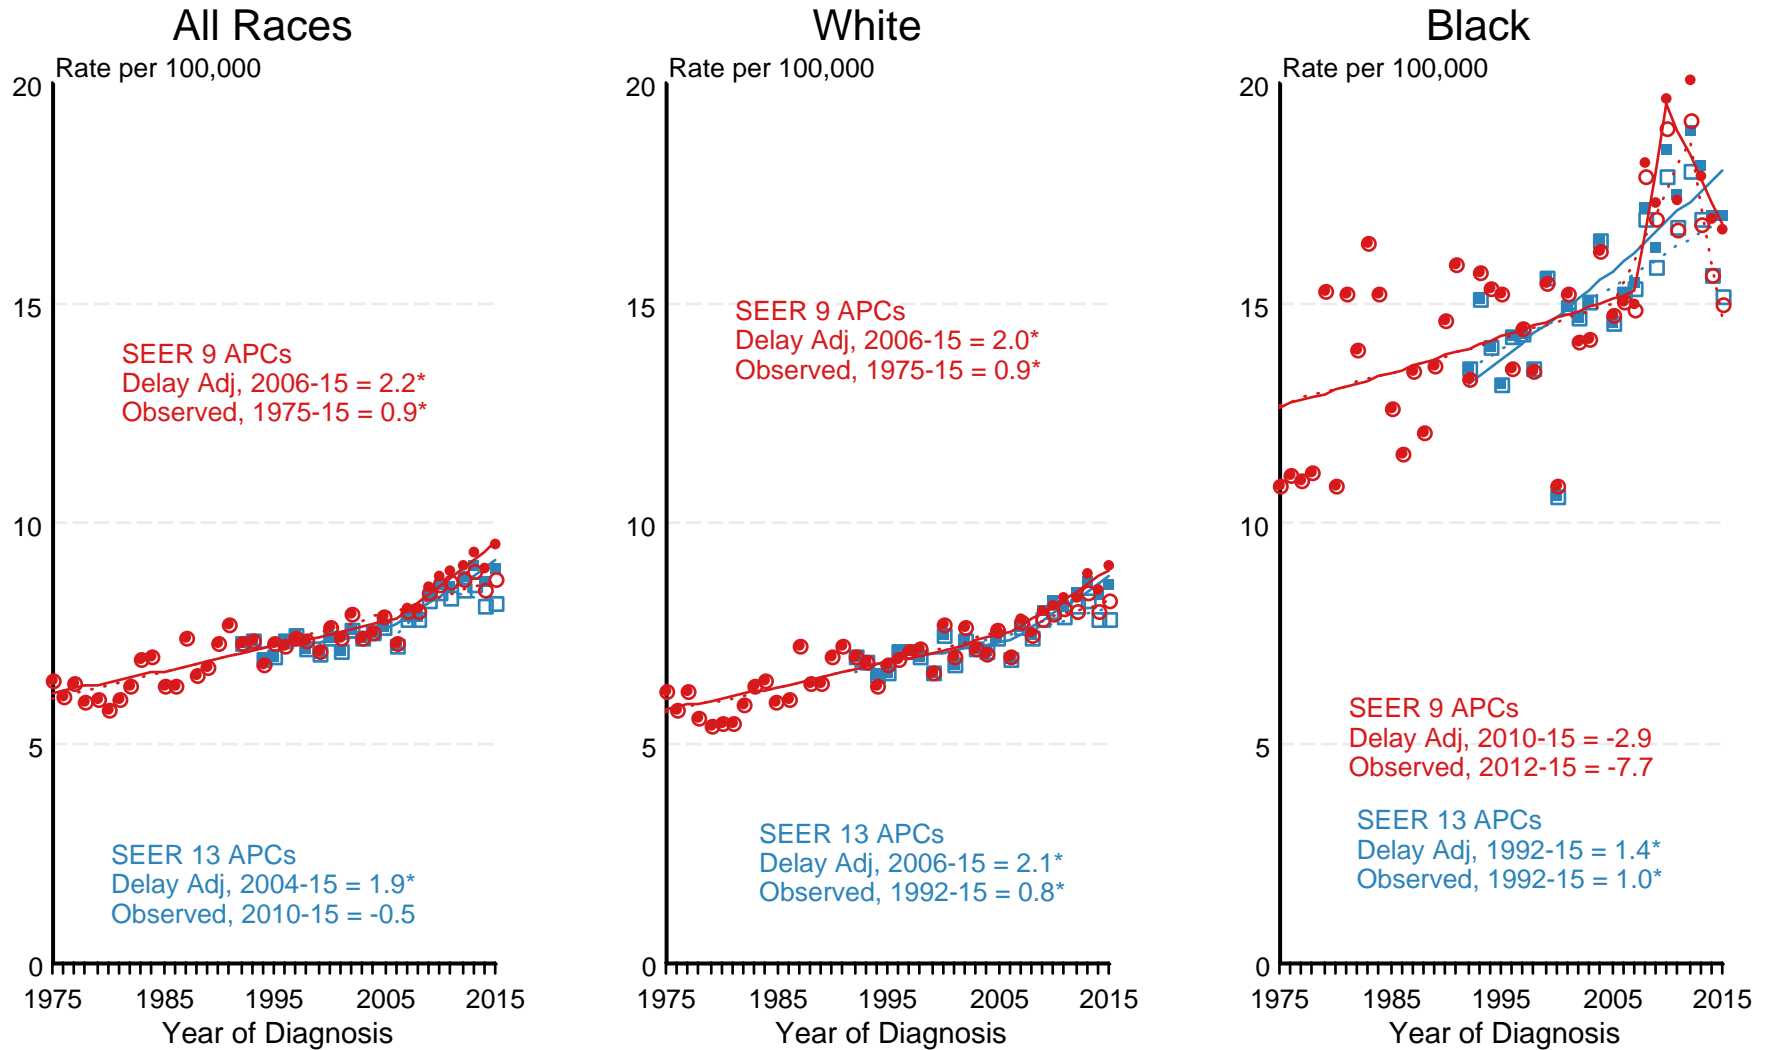 All Races
Rate per 100,000
20
15
10
5
0
SEER 9 APCs
Delay Adj, 2006-15 = 2.2*
Observed, 1975-15 = 0.9*
SEER 13 APCs
Delay Adj, 2004-15 = 1.9*
Observed, 2010-15 = -0.5
1975 1985 1995 2005 2015
Year of Diagnosis
White
Rate per 100,000
20
15
10
5
0
SEER 9 APCs
Delay Adj, 2006-15 = 2.0*
Observed, 1975-15 = 0.9*
SEER 13 APCs
Delay Adj, 2006-15 = 2.1*
Observed, 1992-15 = 0.8*
1975 1985 1995 2005 2015
Year of Diagnosis
Black
Rate per 100,000
20
15
10
5
0
SEER 9 APCs
Delay Adj, 2010-15 = -2.9
Observed, 2012-15 = -7.7
SEER 13 APCs
Delay Adj, 1992-15 = 1.4*
Observed, 1992-15 = 1.0*
1975 1985 1995 2005 2015
Year of Diagnosis